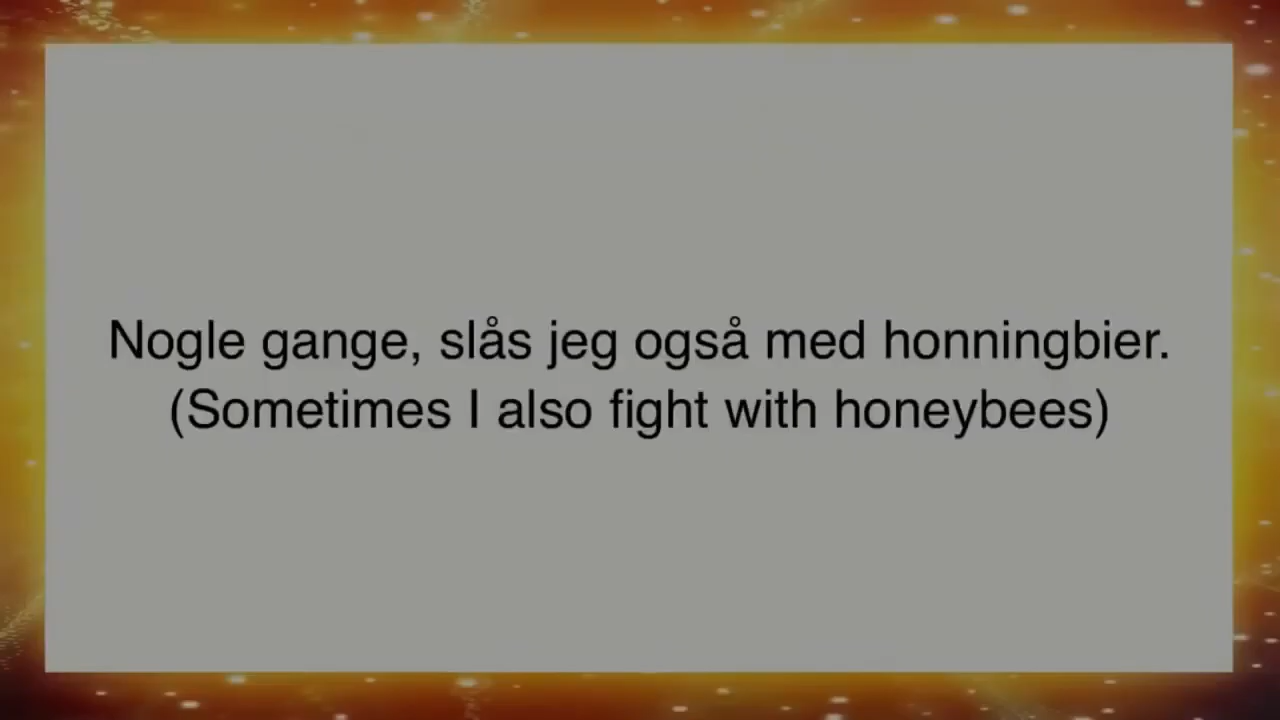 Nogle gange, slås jeg også med honningbier.
(Sometimes I also fight with honeybees)